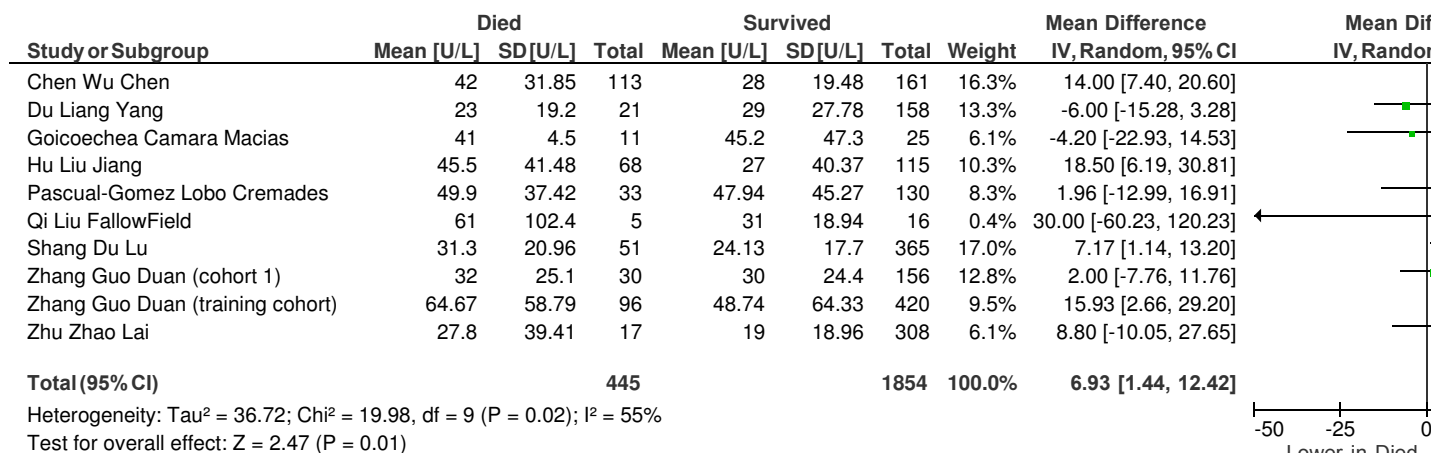 Died Survived Mean Difference Mean Dif
Study or Subgroup Mean [U/L] SD [U/L] Total Mean [U/L] SD [U/L] Total Weight IV, Random, 95% CI IV, Rando
Chen Wu Chen 42 31.85 113 28 19.48 161 16.3% 14.00 [7.40, 20.60]
Du Liang Yang 23 19.2 21 29 27.78 158 13.3% -6.00 [-15.28, 3.28]
Goicoechea Camara Macias 41 4.5 11 45.2 47.3 25 6.1% -4.20 [-22.93, 14.53]
Hu Liu Jiang 45.5 41.48 68 27 40.37 115 10.3% 18.50 [6.19, 30.81]
Pascual-Gomez Lobo Cremades 49.9 37.42 33 47.94 45.27 130 8.3% 1.96 [-12.99, 16.91]
Qi Liu FallowField 61 102.4 5 31 18.94 16 0.4% 30.00 [-60.23, 120.23]
Shang Du Lu 31.3 20.96 51 24.13 17.7 365 17.0% 7.17 [1.14, 13.20]
Zhang Guo Duan (cohort 1) 32 25.1 30 30 24.4 156 12.8% 2.00 [-7.76, 11.76]
Zhang Guo Duan (training cohort) 64.67 58.79 96 48.74 64.33 420 9.5% 15.93 [2.66, 29.20]
Zhu Zhao Lai 27.8 39.41 17 19 18.96 308 6.1% 8.80 [-10.05, 27.65]
Total (95% CI) 445 1854 100.0% 6.93 [1.44, 12.42]
Heterogeneity: Tau² = 36.72; Chi² = 19.98, df = 9 (P = 0.02); I² = 55%
Test for overall effect: Z = 2.47 (P = 0.01)
-50 -25 0
Lower in Died